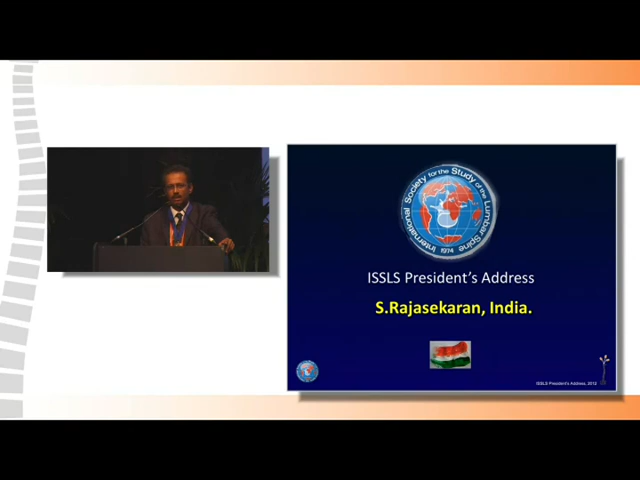 International Society for the Study of the Lumbar Spine
1974
ISSLS President's Address
S.Rajasekaran, India.
ISSLS President's Address, 2012